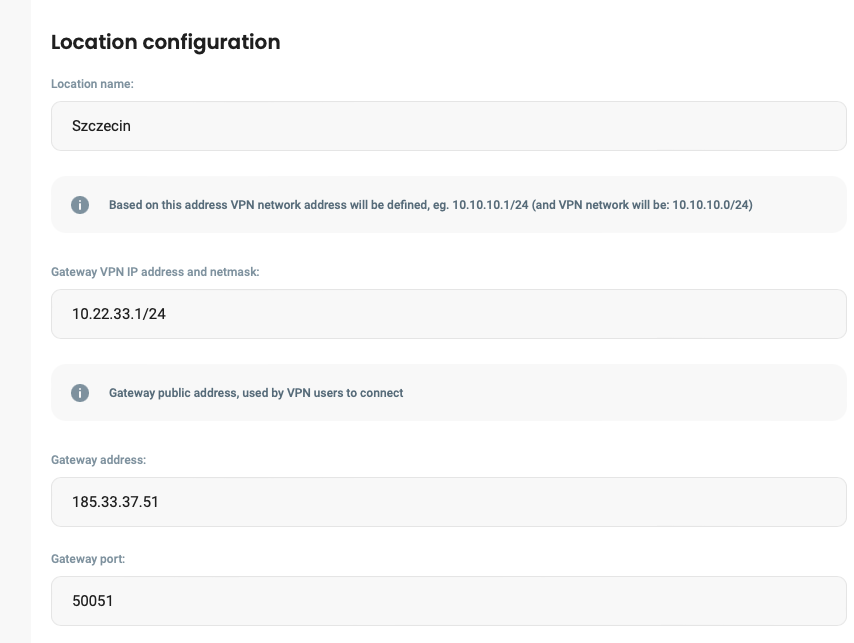 Location configuration
Location name:
Szczecin
Based on this address VPN network address will be defined, eg. 10.10.10.1/24 (and VPN network will be: 10.10.10.0/24)
Gateway VPN IP address and netmask:
10.22.33.1/24
Gateway public address, used by VPN users to connect
Gateway address:
185.33.37.51
Gateway port:
50051